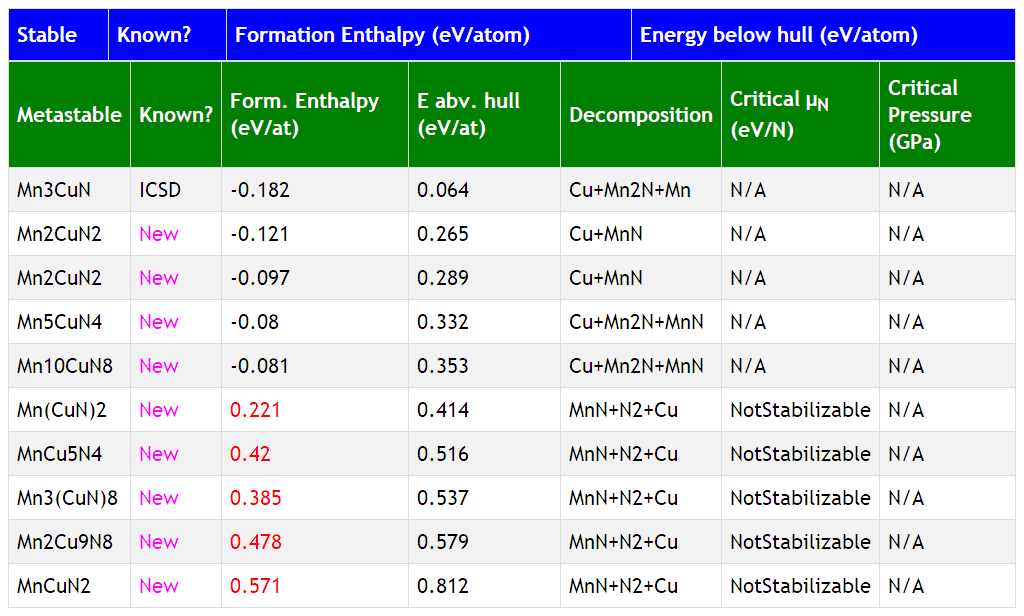 Stable Known? Formation Enthalpy (eV/atom) Energy below hull (eV/atom)
Metastable Known? Form. Enthalpy (eV/at) E abv. hull (eV/at) Decomposition Critical μN (eV/N) Critical Pressure (GPa)
Mn3CuN ICSD -0.182 0.064 Cu+Mn2N+Mn N/A N/A
Mn2CuN2 New -0.121 0.265 Cu+MnN N/A N/A
Mn2CuN2 New -0.097 0.289 Cu+MnN N/A N/A
Mn5CuN4 New -0.08 0.332 Cu+Mn2N+MnN N/A N/A
Mn10CuN8 New -0.081 0.353 Cu+Mn2N+MnN N/A N/A
Mn(CuN)2 New 0.221 0.414 MnN+N2+Cu NotStabilizable N/A
MnCu5N4 New 0.42 0.516 MnN+N2+Cu NotStabilizable N/A
Mn3(CuN)8 New 0.385 0.537 MnN+N2+Cu NotStabilizable N/A
Mn2Cu9N8 New 0.478 0.579 MnN+N2+Cu NotStabilizable N/A
MnCuN2 New 0.571 0.812 MnN+N2+Cu NotStabilizable N/A